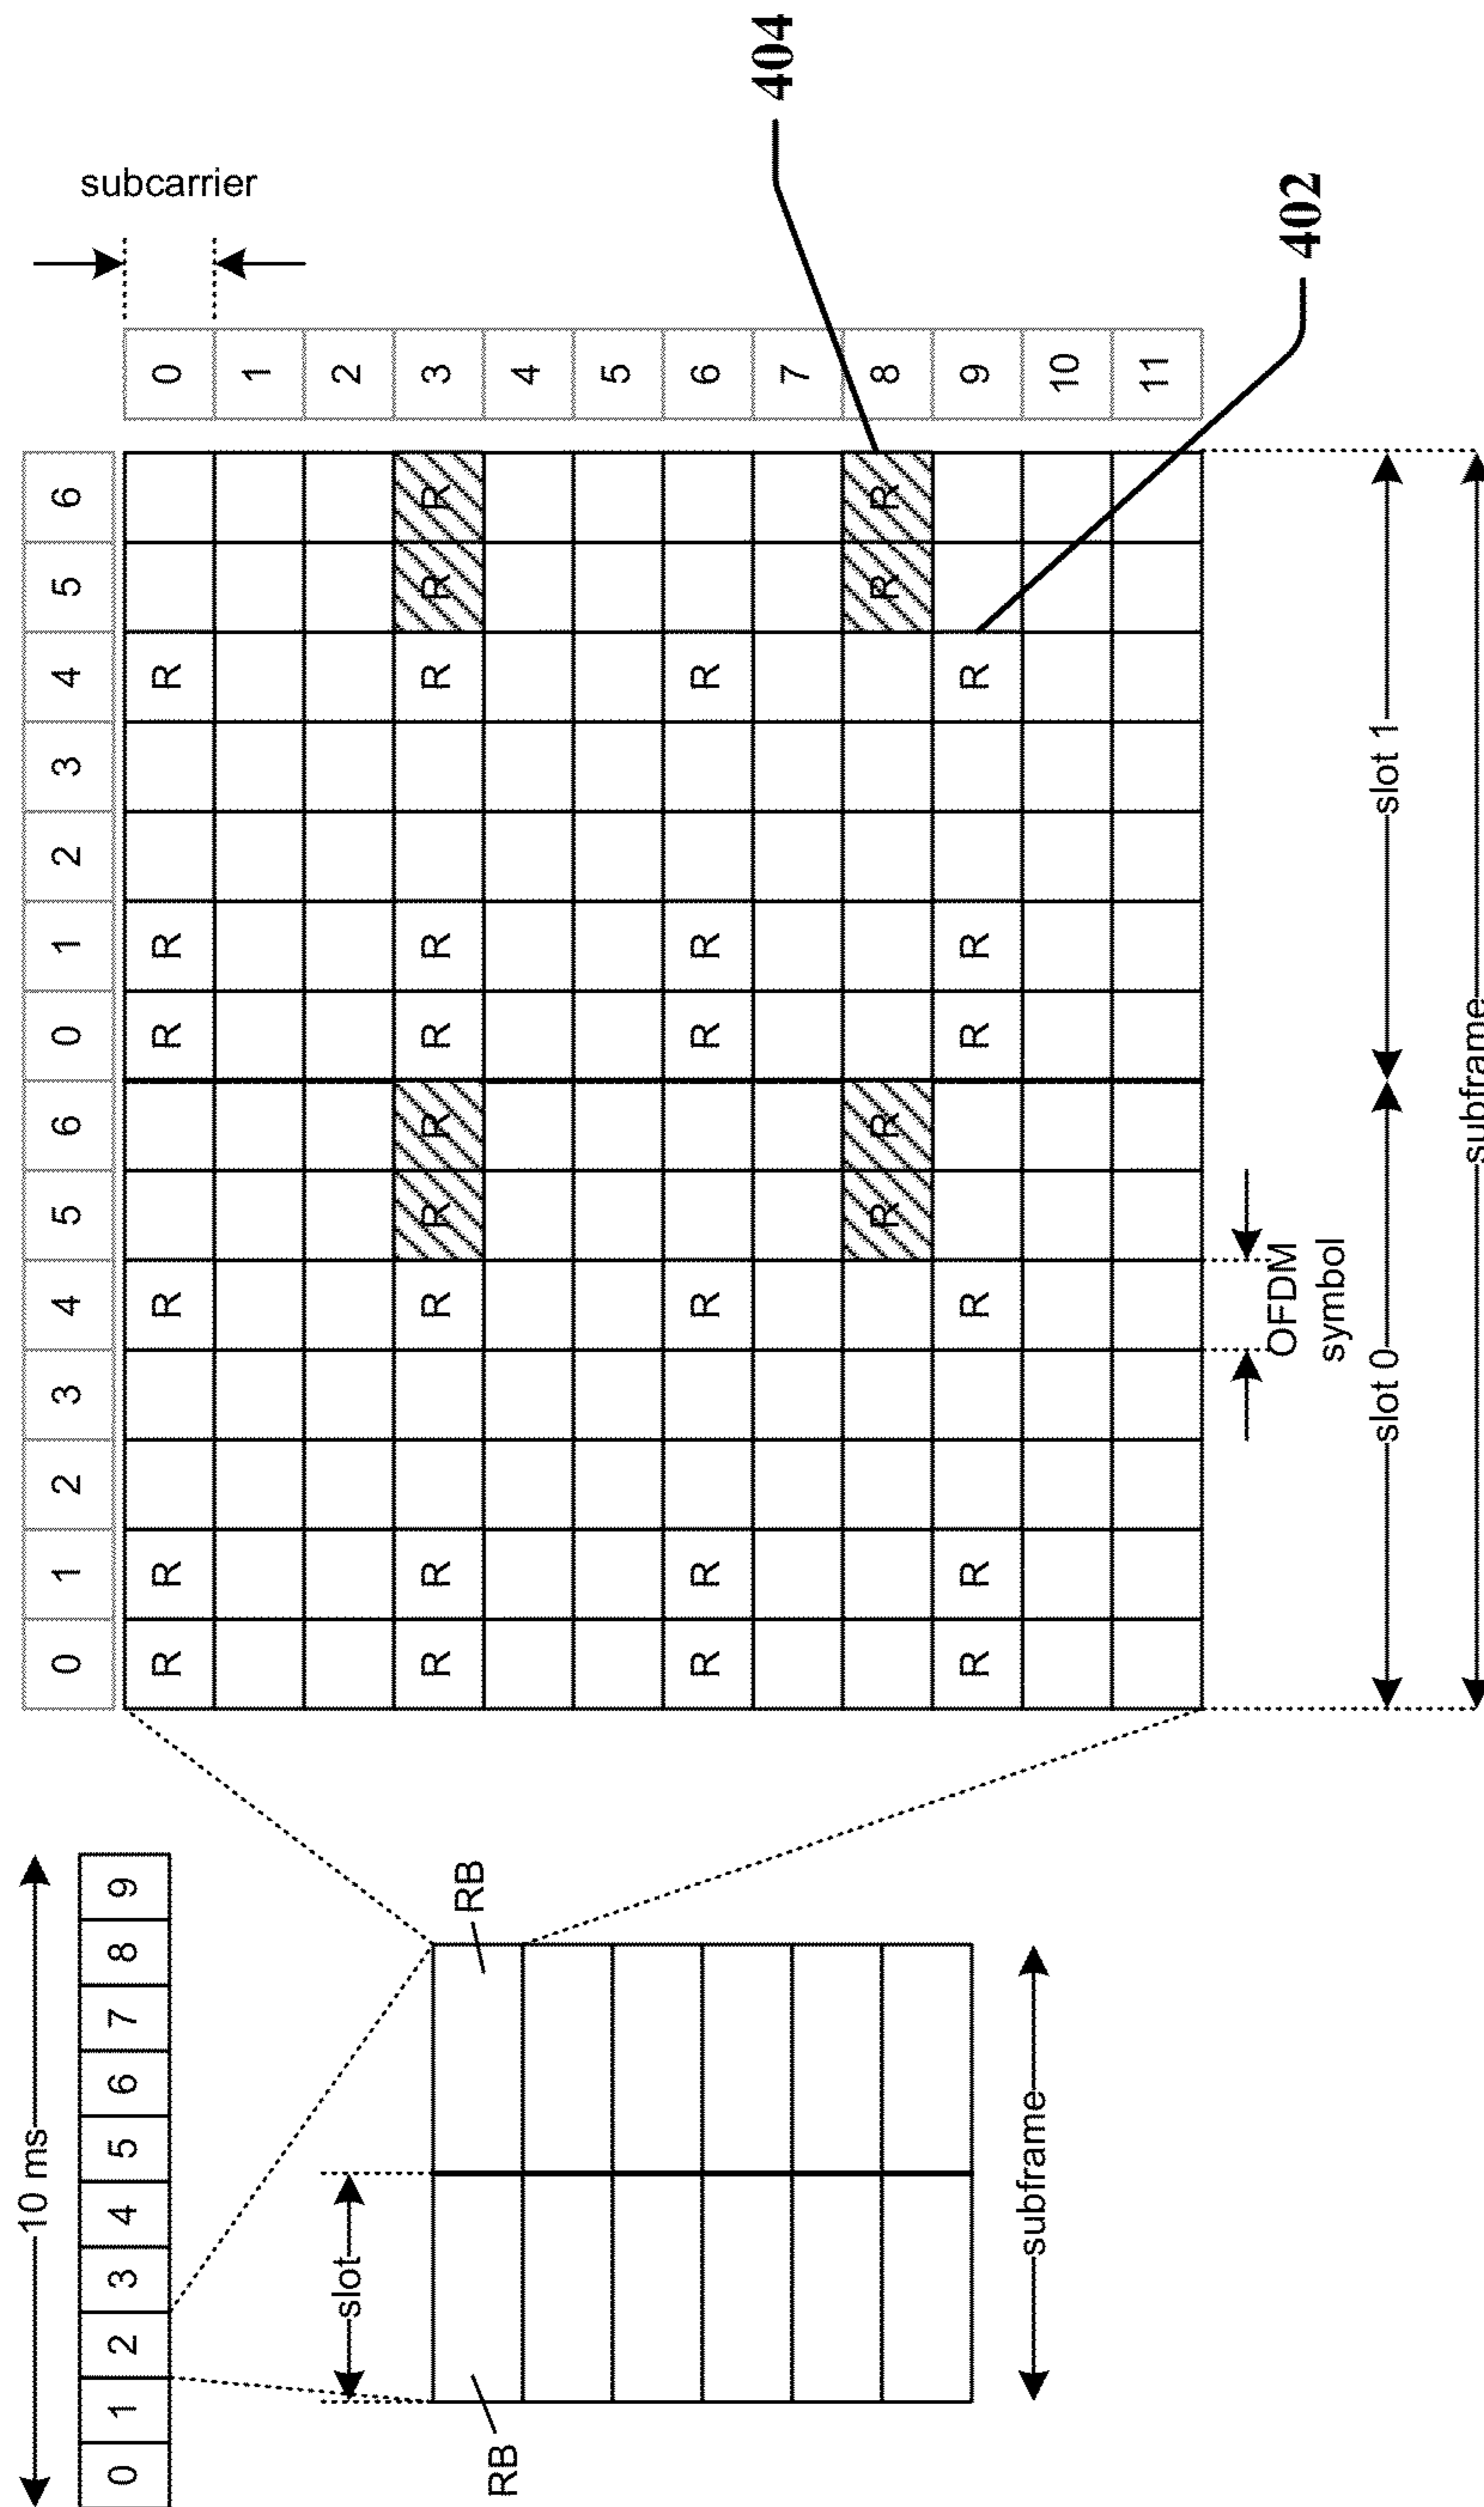 10 ms
0 1 2 3 4 5 6 7 8 9
slot
RB
RB
subframe
0 1 2 3 4 5 6 0 1 2 3 4 5 6
subcarrier
R R R R R R 0
1
2
R R R R R R R R R R 3
4
5
R R R R R R 6
7
R R R R 8
R R R R R R 9
10
11
404
402
OFDM
symbol
slot 0
slot 1
subframe